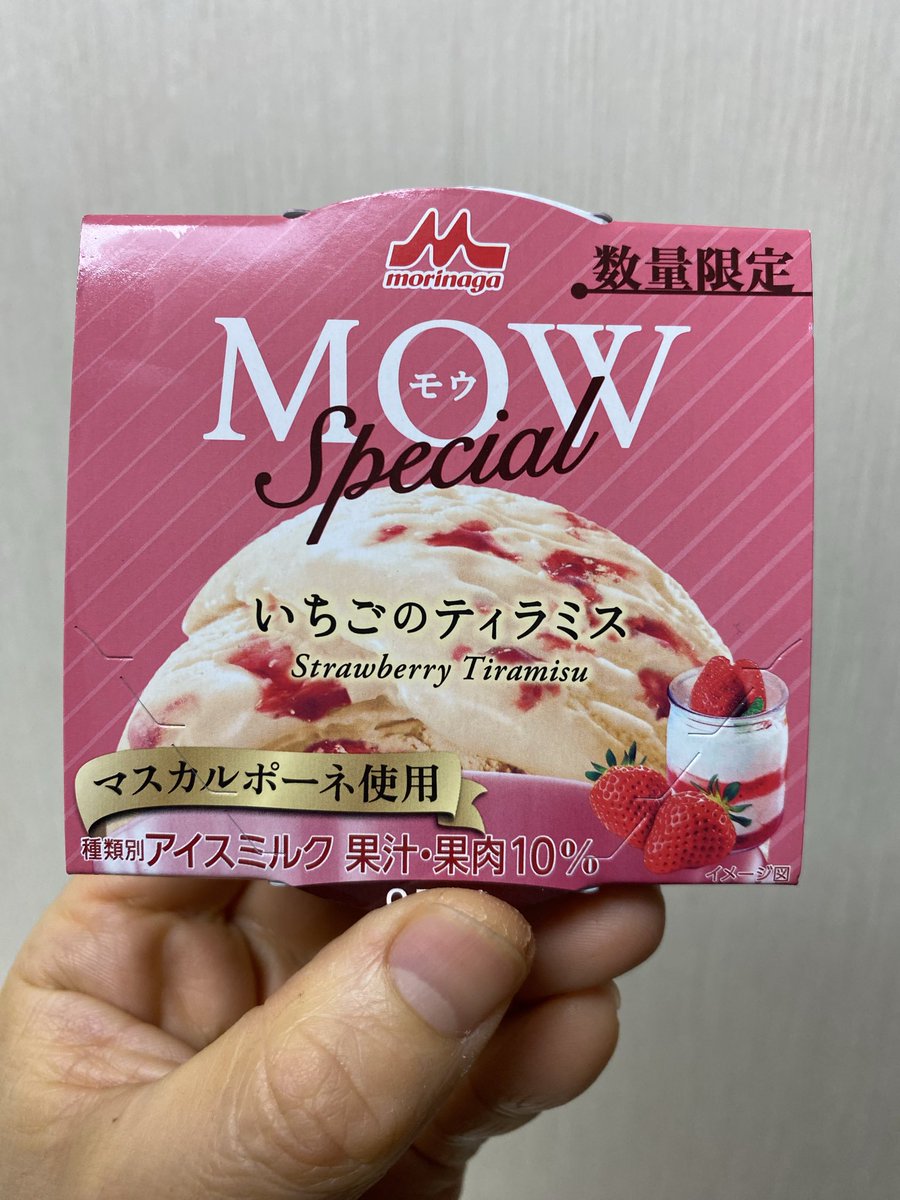 morinaga
数量限定
MOW
モウ
Special
いちごのティラミス
Strawberry Tiramisu
マスカルポーネ使用
種類別アイスミルク 果汁・果肉10%
イメージ図